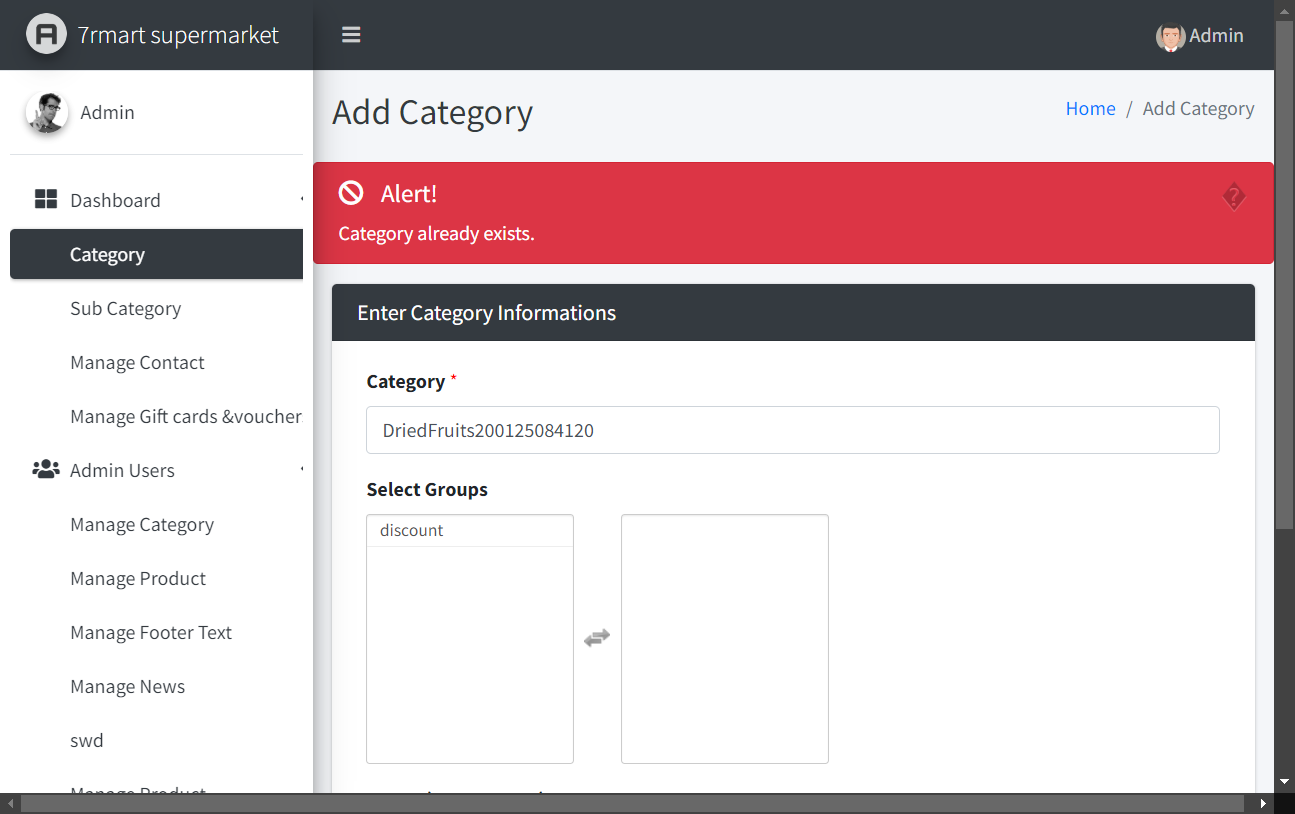 7rmart supermarket
Admin
Admin
Add Category
Home / Add Category
Alert!
Category already exists.
Dashboard
Category
Sub Category
Manage Contact
Manage Gift cards &voucher
Admin Users
Manage Category
Manage Product
Manage Footer Text
Manage News
swd
Manage Product
Enter Category Informations
Category *
DriedFruits200125084120
Select Groups
discount